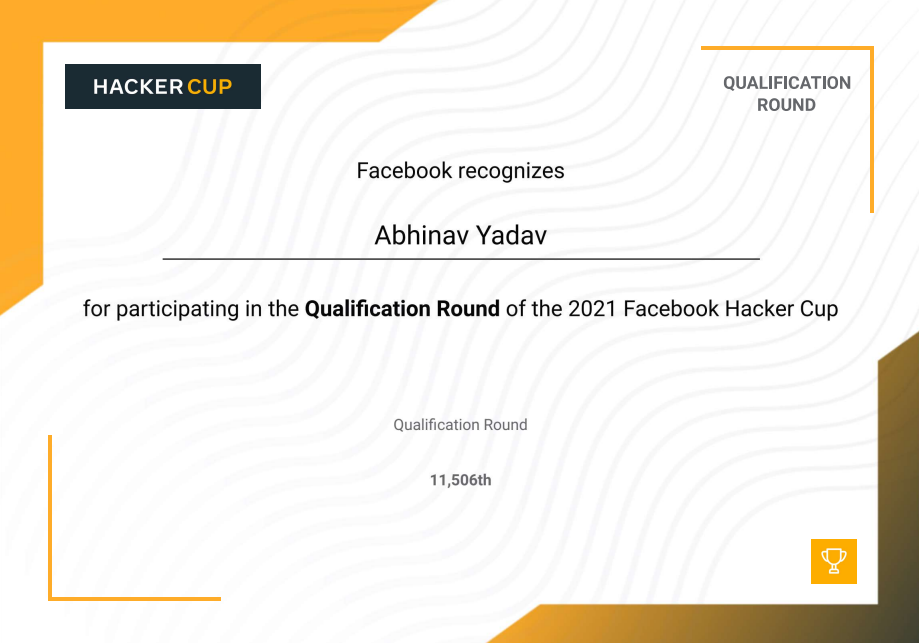 HACKER CUP
QUALIFICATION
ROUND
Facebook recognizes
Abhinav Yadav
for participating in the Qualification Round of the 2021 Facebook Hacker Cup
Qualification Round
11,506th